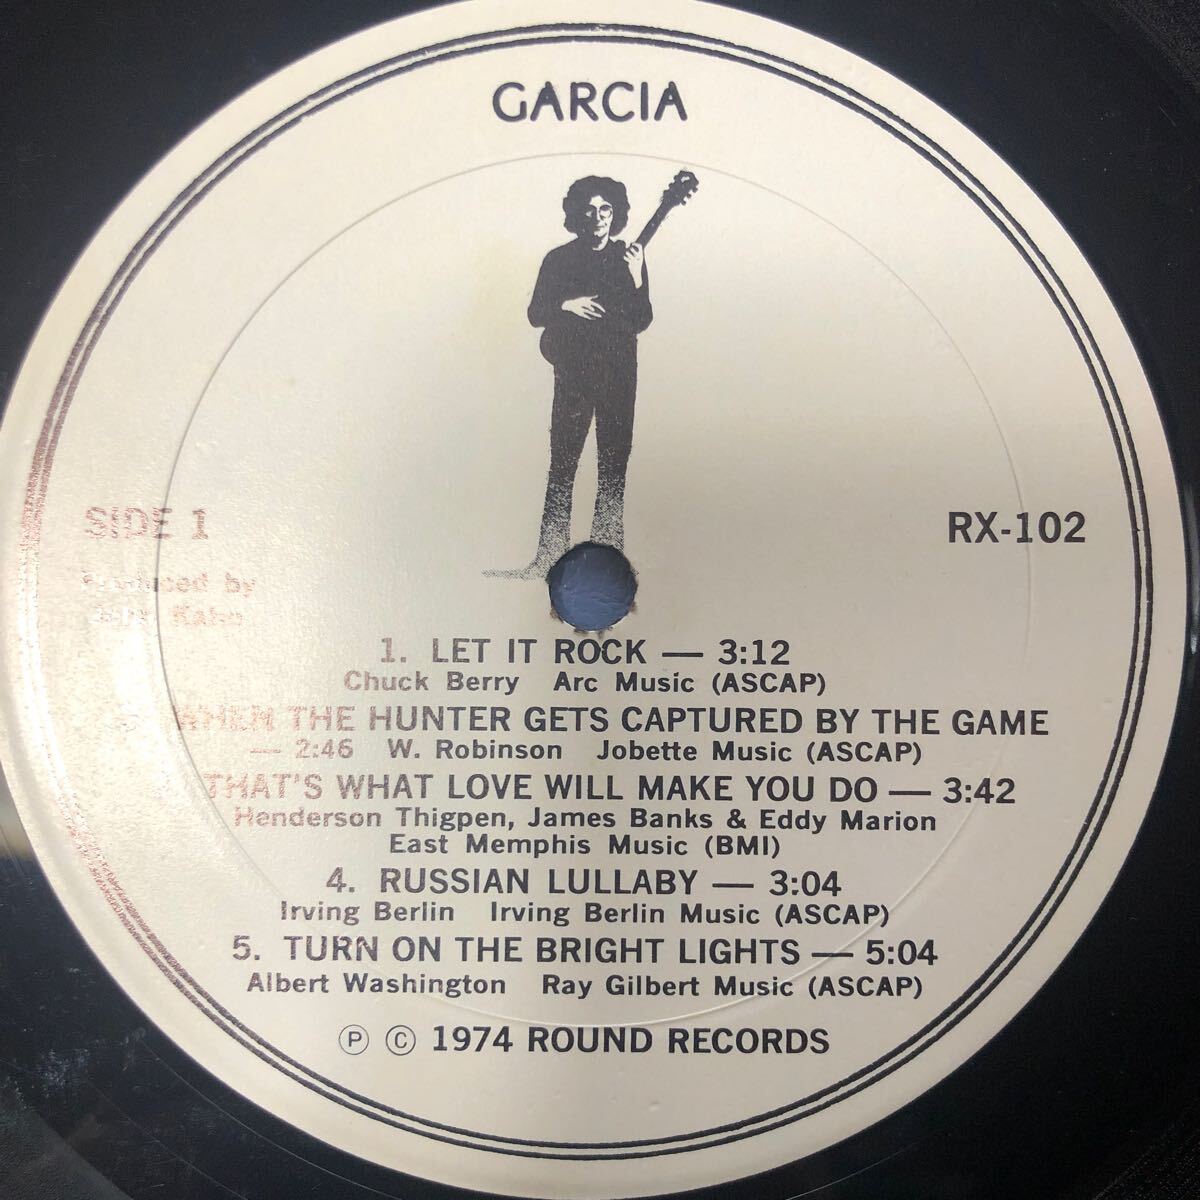 GARCIA
SIDE 1
RX-102
Produced by
John Kahn
1. LET IT ROCK — 3:12
Chuck Berry Arc Music (ASCAP)
WHEN THE HUNTER GETS CAPTURED BY THE GAME
— 2:46 W. Robinson Jobette Music (ASCAP)
THAT'S WHAT LOVE WILL MAKE YOU DO — 3:42
Henderson Thigpen, James Banks & Eddy Marion
East Memphis Music (BMI)
4. RUSSIAN LULLABY — 3:04
Irving Berlin Irving Berlin Music (ASCAP)
5. TURN ON THE BRIGHT LIGHTS — 5:04
Albert Washington Ray Gilbert Music (ASCAP)
Ⓟ © 1974 ROUND RECORDS